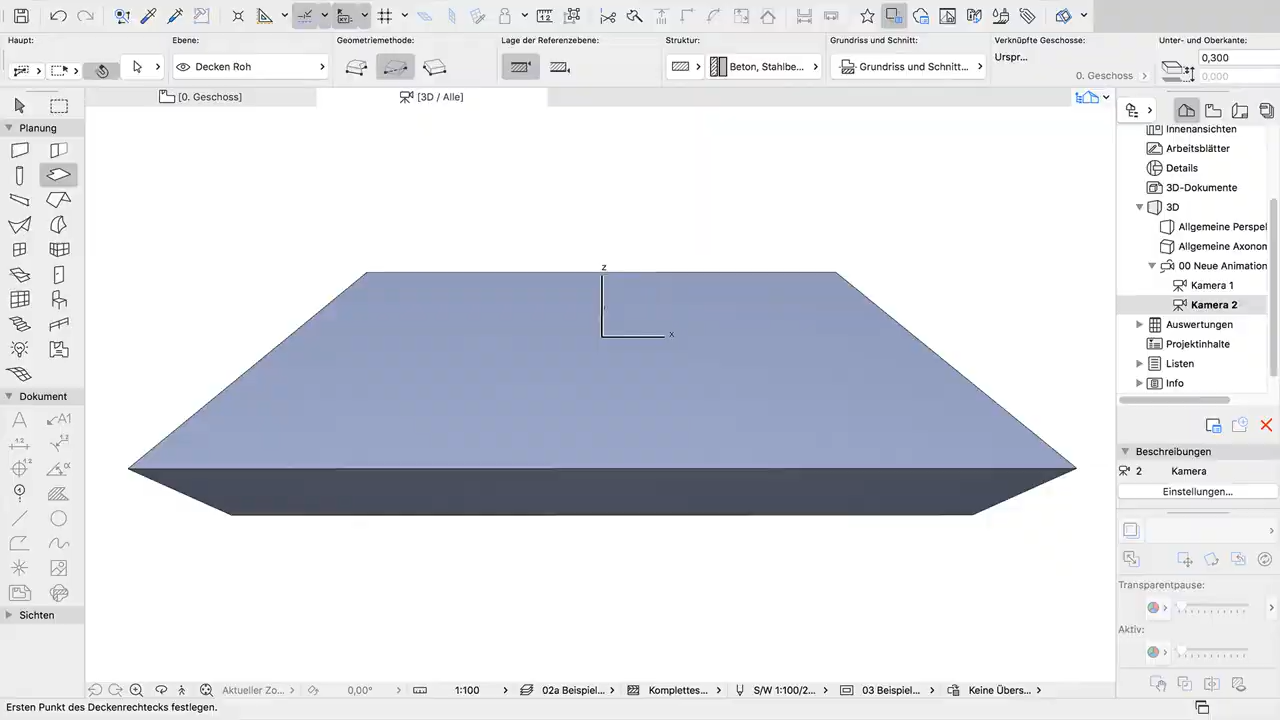 Haupt:
Ebene:
Geometriemethode:
Lage der Referenzebene:
Struktur:
Grundriss und Schnitt:
Verknüpfte Geschosse:
Unter- und Oberkante:
Decken Roh
Beton, Stahlbe...
Grundriss und Schnitt...
Urspr...
0. Geschoss
0,300
0,000
[0. Geschoss]
[3D / Alle]
Planung
Dokument
A
A1
1.2
Sichten
z
x
Innenansichten
Arbeitsblätter
Details
3D-Dokumente
3D
Allgemeine Perspel
Allgemeine Axonon
00 Neue Animation
Kamera 1
Kamera 2
Auswertungen
Projektinhalte
Listen
Info
Beschreibungen
2 Kamera
Einstellungen...
Transparentpause:
Aktiv:
Aktueller Zo...
0,00°
1:100
02a Beispiel...
Komplettes...
S/W 1:100/2...
03 Beispiel...
Keine Übers...
Ersten Punkt des Deckenrechtecks festlegen.